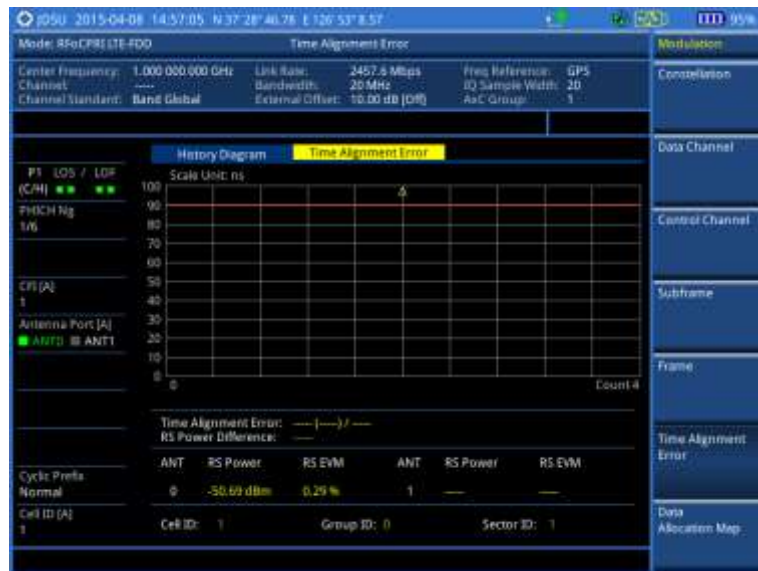 JDSU 2015-04-08 14:57:05 N 37° 28' 46.78 E 126° 53' 8.57 95%
Mode: RFoCPRI LTE-FDD Time Alignment Error
Center Frequency: 1.000 000 000 GHz Link Rate: 2457.6 Mbps Freq Reference: GPS
Channel: ---- Bandwidth: 20 MHz IQ Sample Width: 20
Channel Standard: Band Global External Offset: 10.00 dB [Off] AxC Group: 1
Modulation
Constellation
Data Channel
Control Channel
Subframe
Frame
Time Alignment
Error
Data
Allocation Map
P1 LOS / LOF
(C/H)
PHICH Ng
1/6
CFI [A]
1
Antenna Port [A]
ANT0 ANT1
Cyclic Prefix
Normal
Cell ID [A]
1
History Diagram Time Alignment Error
Scale Unit: ns
100
90
80
70
60
50
40
30
20
10
0
0 Count 4
Time Alignment Error: ---- (----) / ----
RS Power Difference: ----
ANT RS Power RS EVM ANT RS Power RS EVM
0 -50.69 dBm 0.29 % 1 ---- ----
Cell ID: 1 Group ID: 0 Sector ID: 1